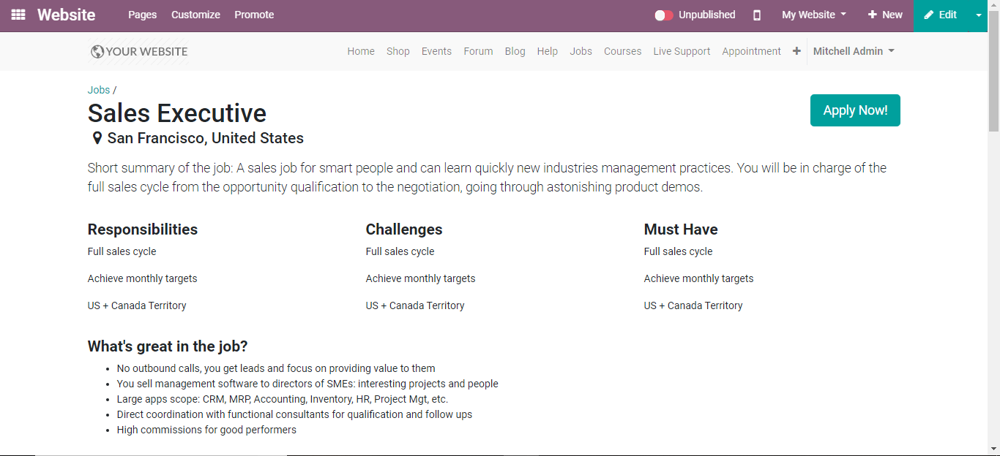 Website Pages Customize Promote Unpublished My Website New Edit
YOUR WEBSITE Home Shop Events Forum Blog Help Jobs Courses Live Support Appointment Mitchell Admin
Jobs /
Sales Executive
Apply Now!
San Francisco, United States
Short summary of the job: A sales job for smart people and can learn quickly new industries management practices. You will be in charge of the
full sales cycle from the opportunity qualification to the negotiation, going through astonishing product demos.
Responsibilities Challenges Must Have
Full sales cycle Full sales cycle Full sales cycle
Achieve monthly targets Achieve monthly targets Achieve monthly targets
US + Canada Territory US + Canada Territory US + Canada Territory
What's great in the job?
• No outbound calls, you get leads and focus on providing value to them
• You sell management software to directors of SMEs: interesting projects and people
• Large apps scope: CRM, MRP, Accounting, Inventory, HR, Project Mgt, etc.
• Direct coordination with functional consultants for qualification and follow ups
• High commissions for good performers